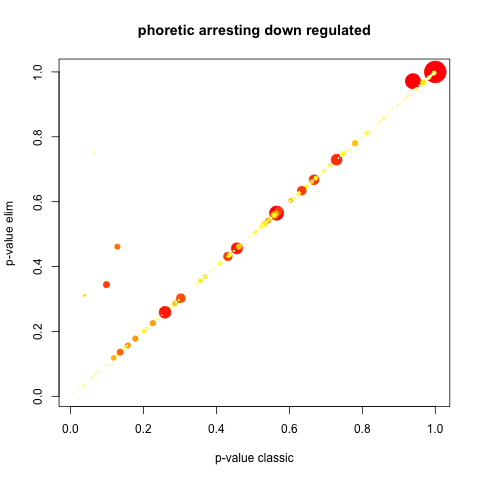 phoretic arresting down regulated
1.0
0.8
0.6
0.4
0.2
0.0
p-value elim
0.0 0.2 0.4 0.6 0.8 1.0
p-value classic